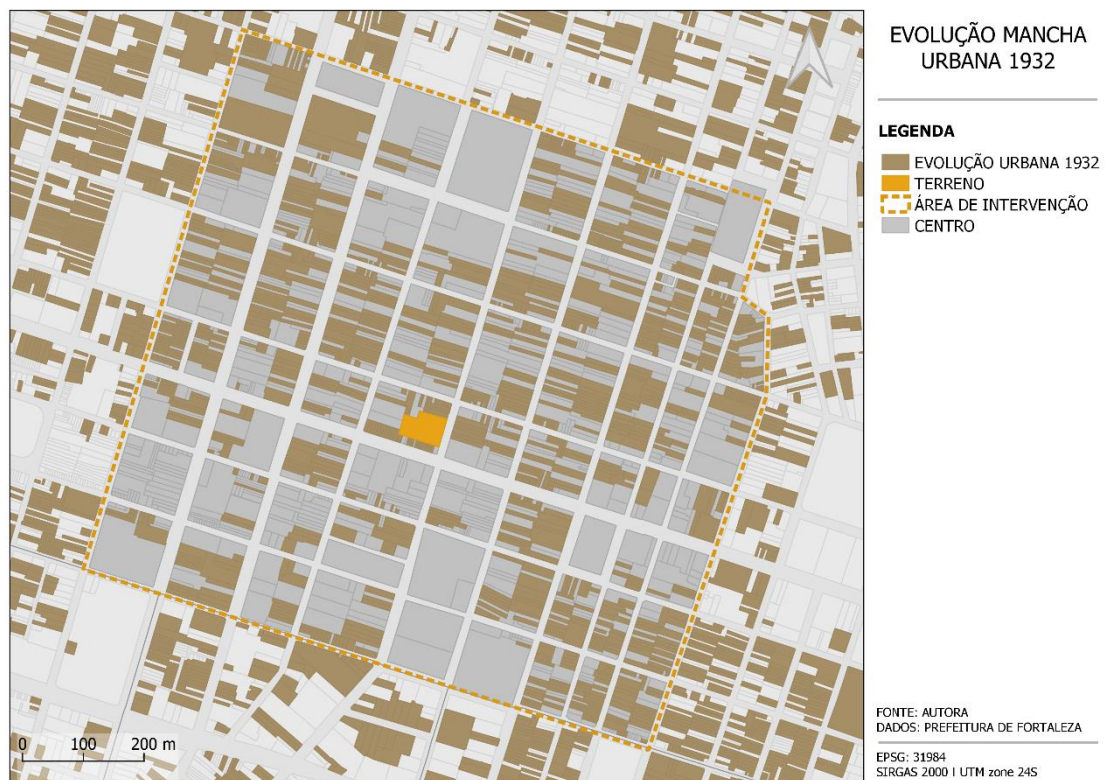 EVOLUÇÃO MANCHA
URBANA 1932
LEGENDA
EVOLUÇÃO URBANA 1932
TERRENO
ÁREA DE INTERVENÇÃO
CENTRO
0 100 200 m
FONTE: AUTORA
DADOS: PREFEITURA DE FORTALEZA
EPSG: 31984
SIRGAS 2000 | UTM zone 24S